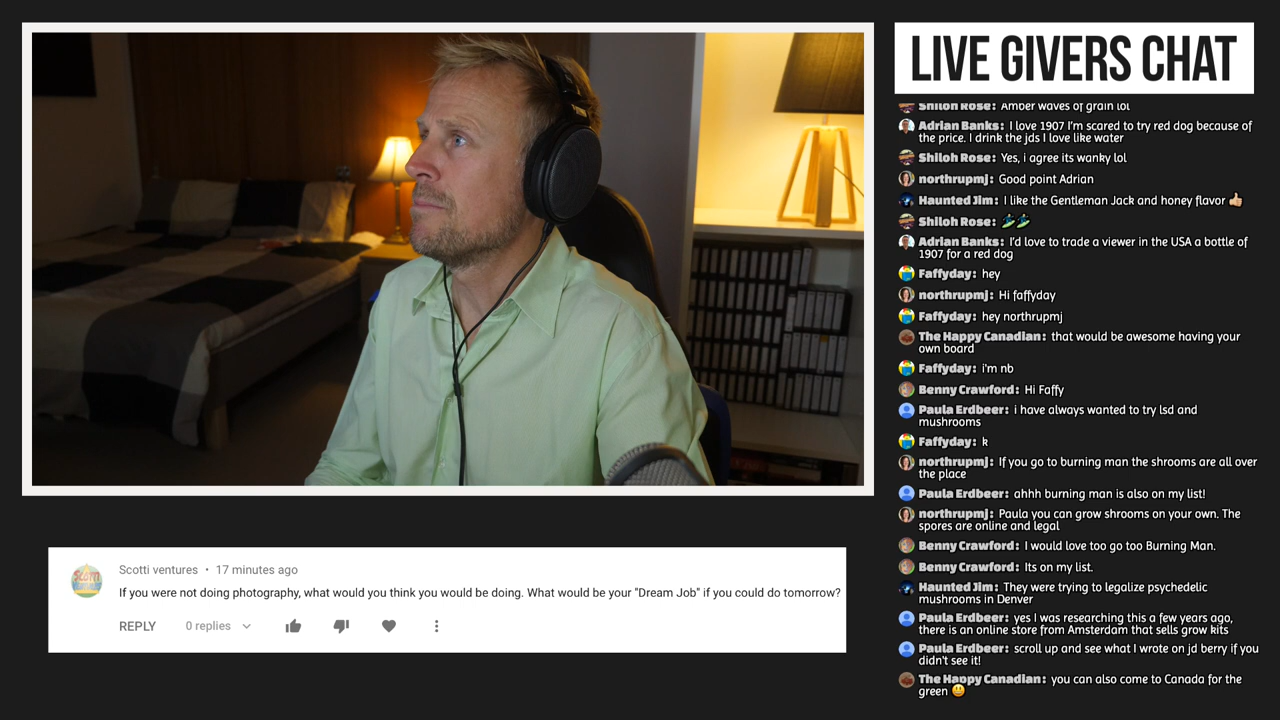 LIVE GIVERS CHAT
Shiloh Rose: Amber waves of grain lol
Adrian Banks: I love 1907 I'm scared to try red dog because of
the price. I drink the jds I love like water
Shiloh Rose: Yes, i agree its wanky lol
northrupmj: Good point Adrian
Haunted Jim: I like the Gentleman Jack and honey flavor 👍🏼
Shiloh Rose:
Adrian Banks: I'd love to trade a viewer in the USA a bottle of
1907 for a red dog
Faffyday: hey
northrupmj: Hi faffyday
Faffyday: hey northrupmj
The Happy Canadian: that would be awesome having your
own board
Faffyday: i'm nb
Benny Crawford: Hi Faffy
Paula Erdbeer: i have always wanted to try lsd and
mushrooms
Faffyday: k
northrupmj: If you go to burning man the shrooms are all over
the place
Paula Erdbeer: ahhh burning man is also on my list!
northrupmj: Paula you can grow shrooms on your own. The
spores are online and legal
Benny Crawford: I would love too go too Burning Man.
Benny Crawford: Its on my list.
Haunted Jim: They were trying to legalize psychedelic
mushrooms in Denver
Paula Erdbeer: yes I was researching this a few years ago,
there is an online store from Amsterdam that sells grow kits
Paula Erdbeer: scroll up and see what I wrote on jd berry if you
didn't see it!
The Happy Canadian: you can also come to Canada for the
green 😃
SCOTTI
Scotti ventures • 17 minutes ago
If you were not doing photography, what would you think you would be doing. What would be your "Dream Job" if you could do tomorrow?
REPLY 0 replies